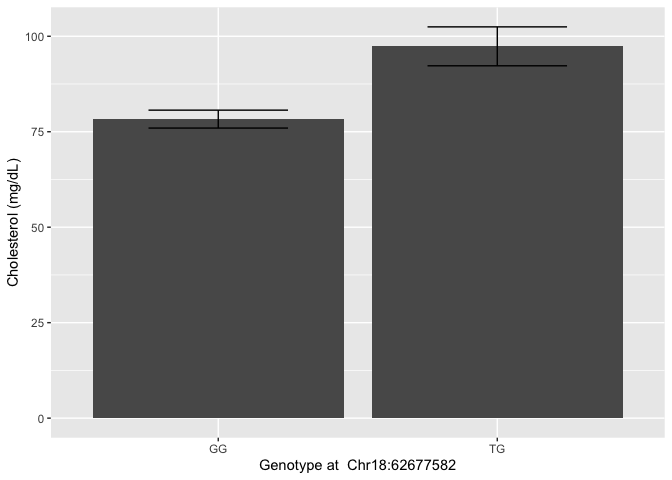 100
75
50
25
0
Cholesterol (mg/dL)
GG
TG
Genotype at  Chr18:62677582